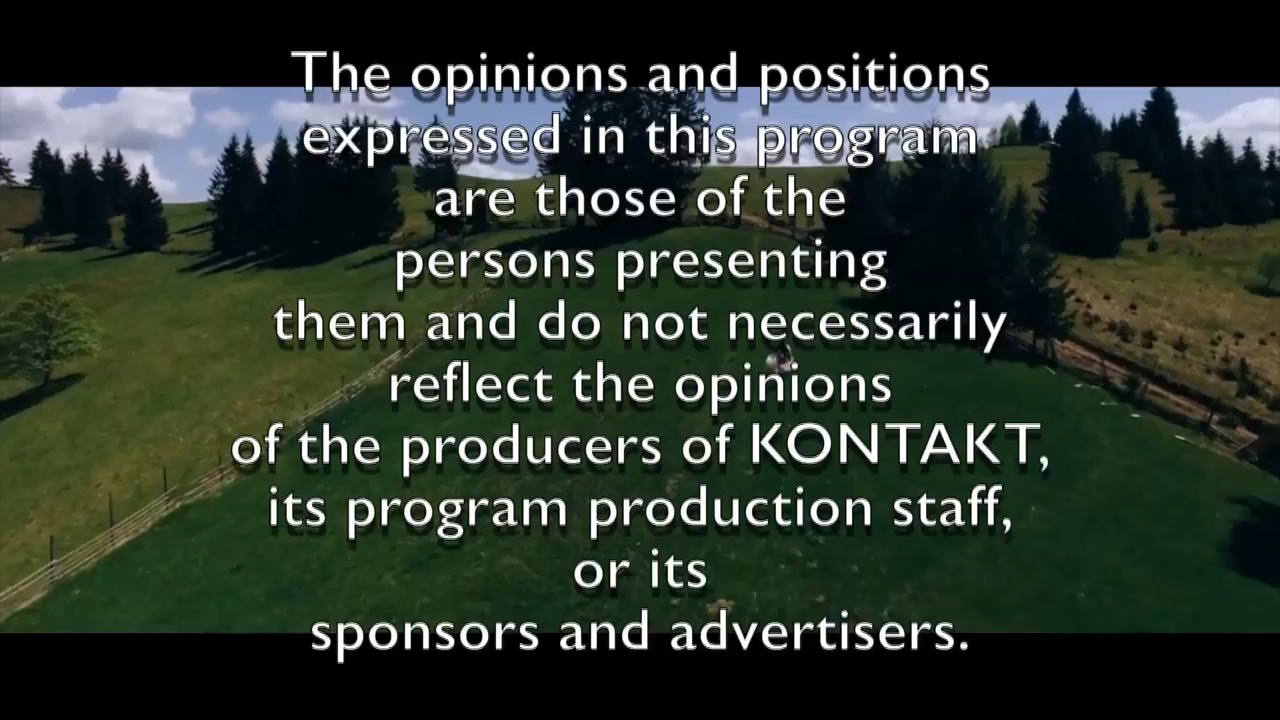 The opinions and positions
expressed in this program
are those of the
persons presenting
them and do not necessarily
reflect the opinions
of the producers of KONTAKT,
its program production staff,
or its
sponsors and advertisers.